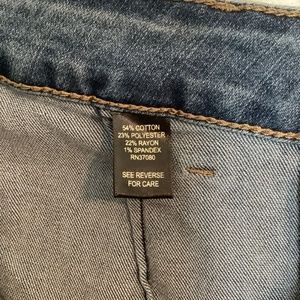 54% COTTON
23% POLYESTER
22% RAYON
1% SPANDEX
RN37080
SEE REVERSE
FOR CARE